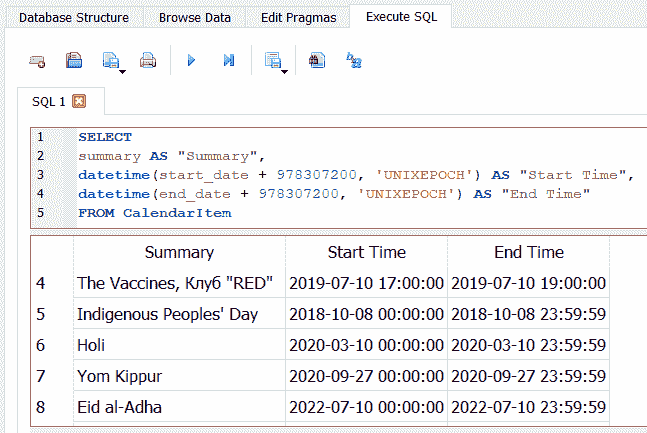 Database Structure Browse Data Edit Pragmas Execute SQL
SQL 1
1 SELECT
2 summary AS "Summary",
3 datetime(start_date + 978307200, 'UNIXEPOCH') AS "Start Time",
4 datetime(end_date + 978307200, 'UNIXEPOCH') AS "End Time"
5 FROM CalendarItem
Summary Start Time End Time
4 The Vaccines, Клуб "RED" 2019-07-10 17:00:00 2019-07-10 19:00:00
5 Indigenous Peoples' Day 2018-10-08 00:00:00 2018-10-08 23:59:59
6 Holi 2020-03-10 00:00:00 2020-03-10 23:59:59
7 Yom Kippur 2020-09-27 00:00:00 2020-09-27 23:59:59
8 Eid al-Adha 2022-07-10 00:00:00 2022-07-10 23:59:59